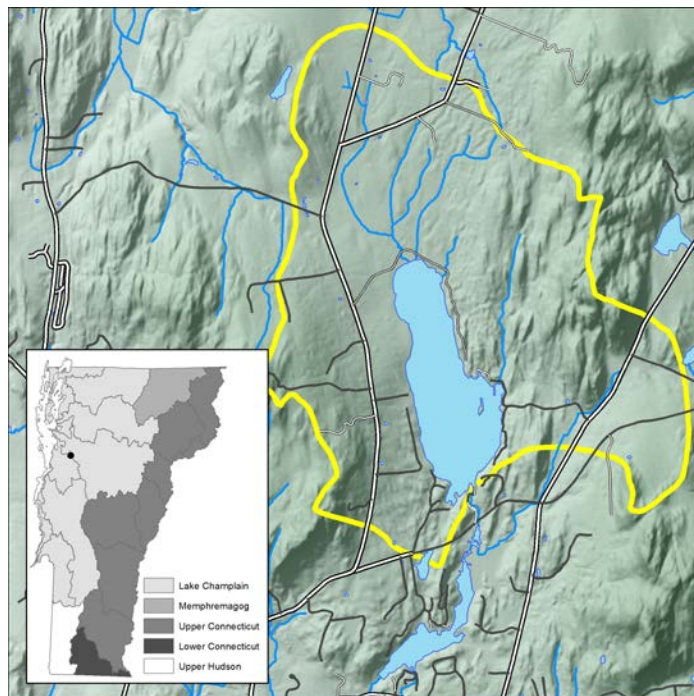 Lake Champlain
Memphremagog
Upper Connecticut
Lower Connecticut
Upper Hudson